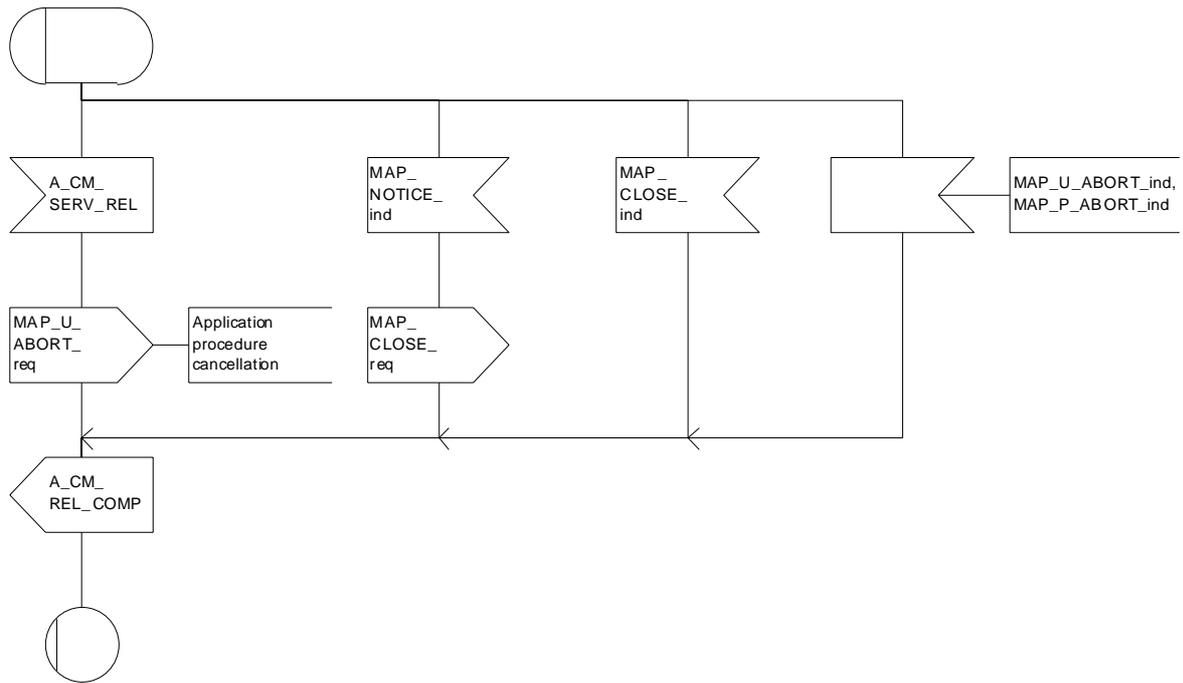 A_CM_
SERV_REL
MAP_
NOTICE_
ind
MAP_
CLOSE_
ind
MAP_U_ABORT_ind,
MAP_P_ABORT_ind
MAP_U_
ABORT_
req
Application
procedure
cancellation
MAP_
CLOSE_
req
A_CM_
REL_COMP